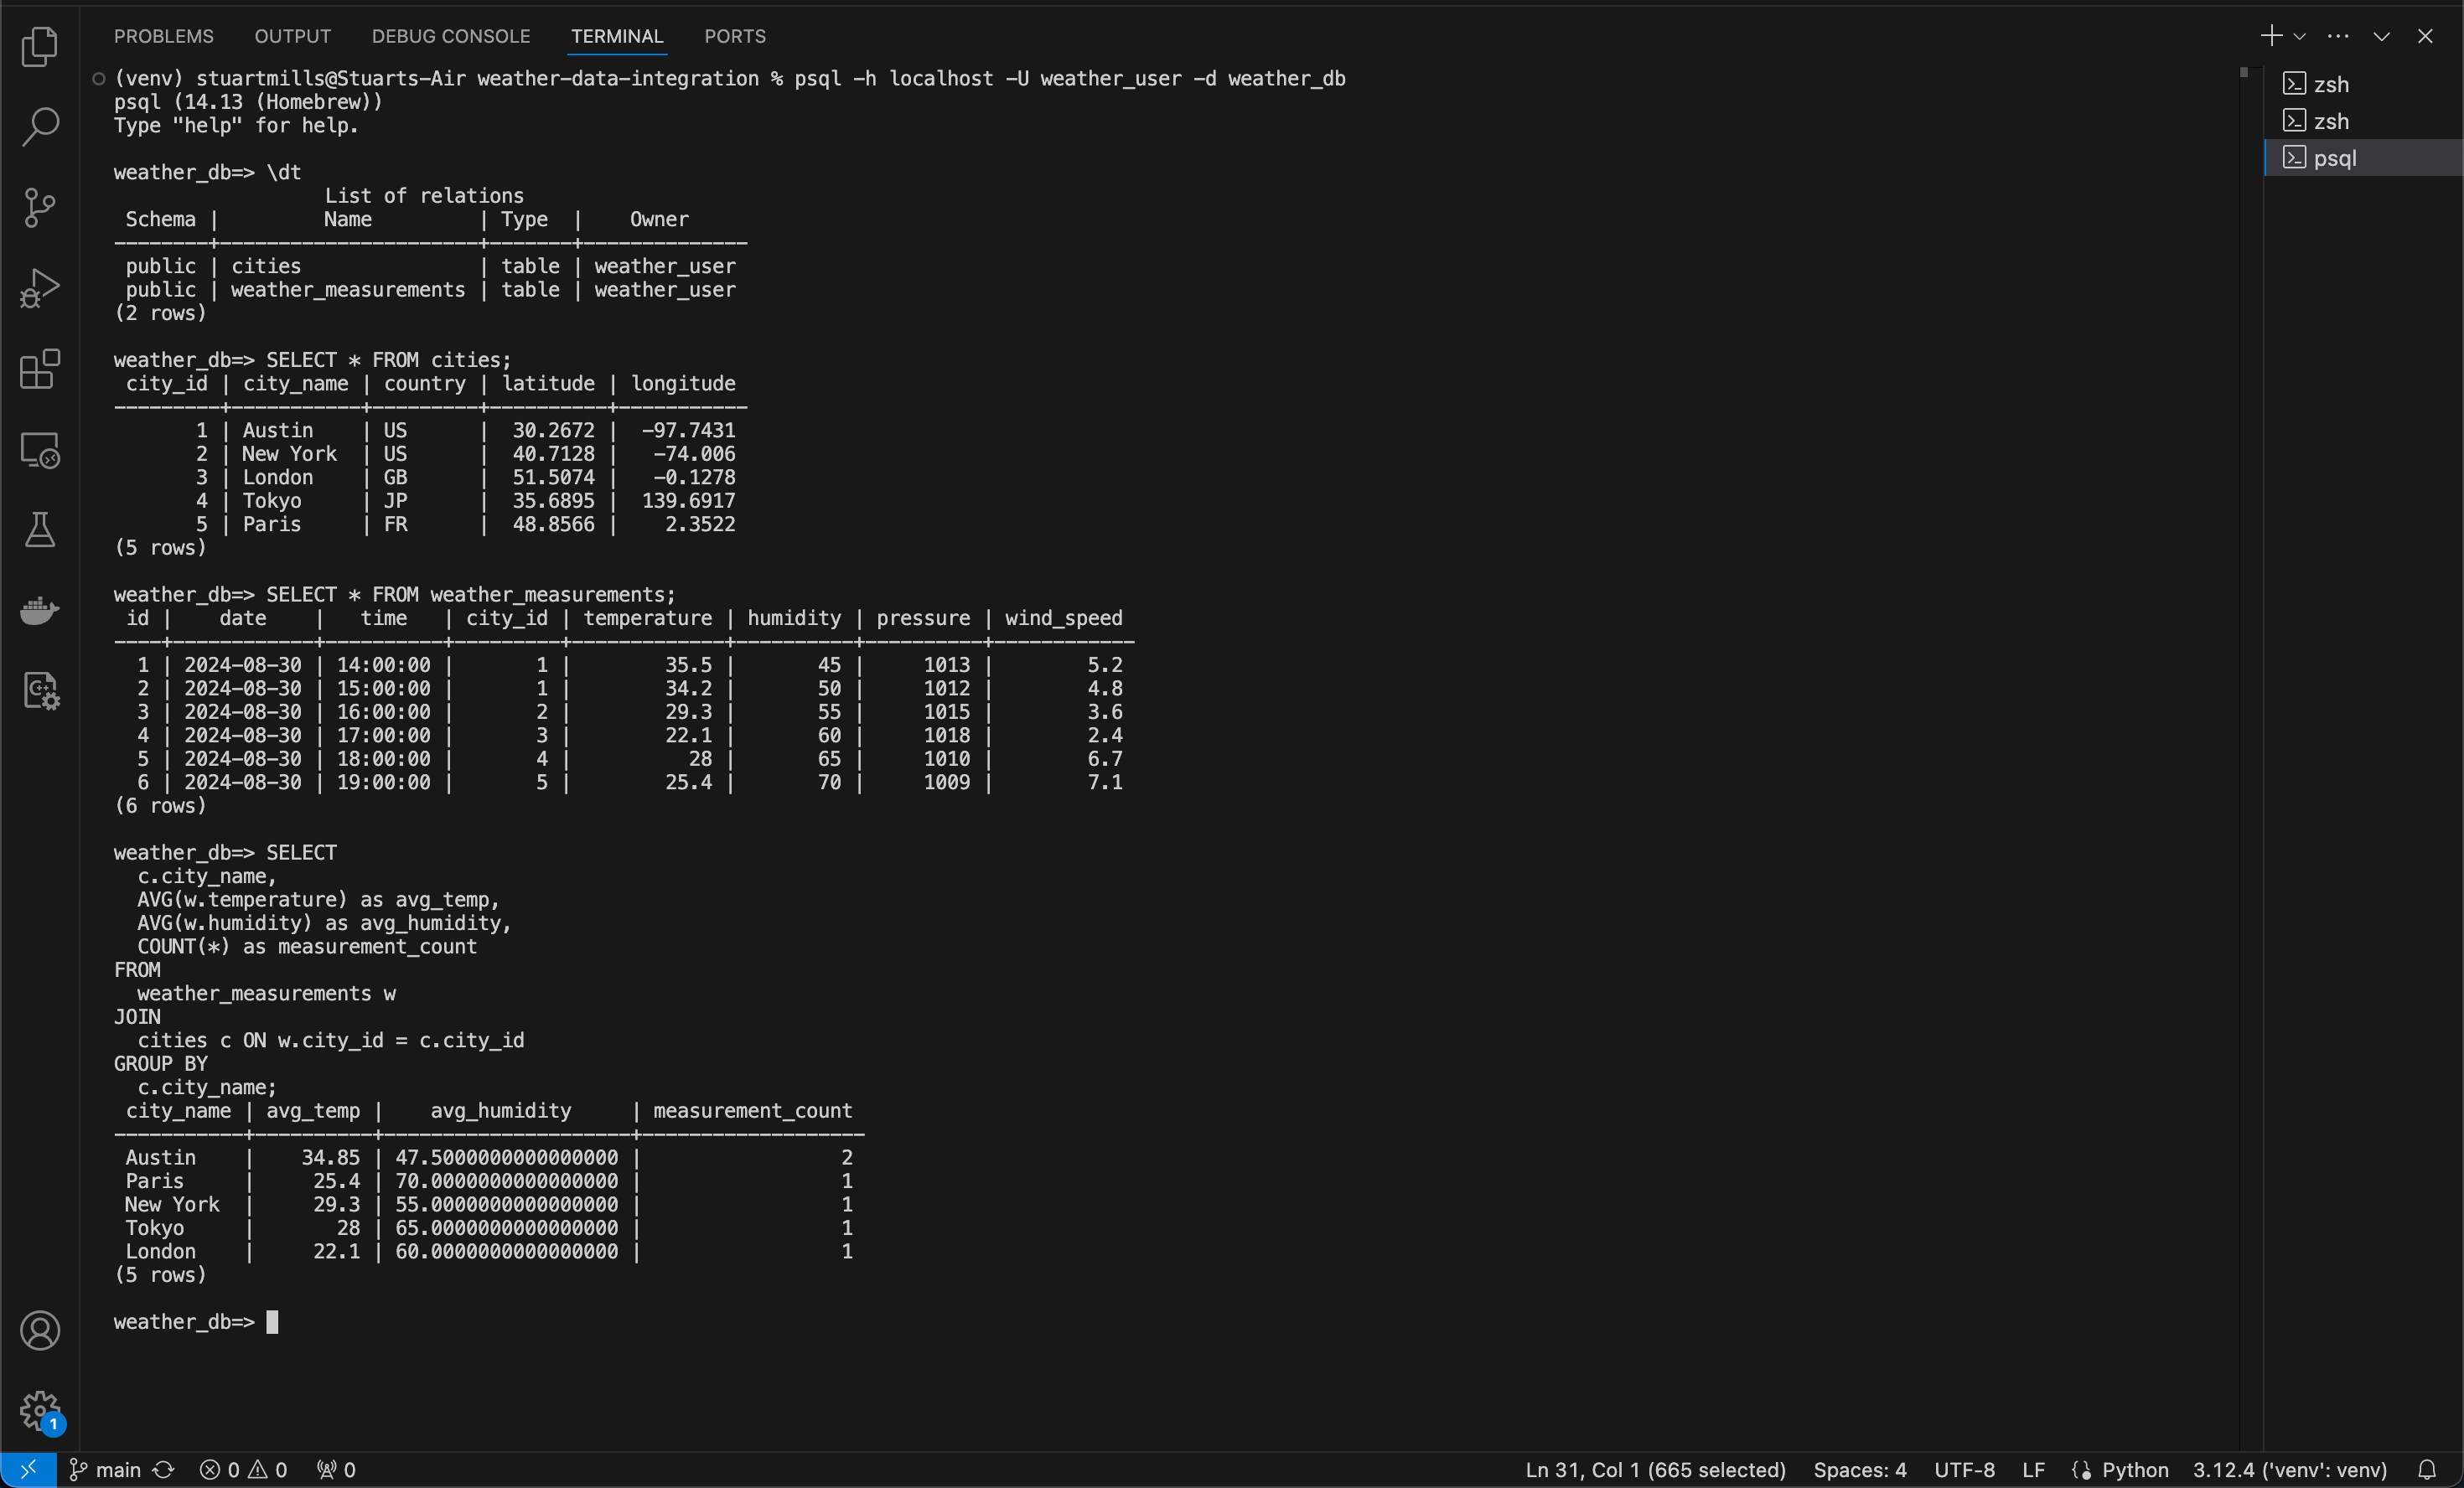 PROBLEMS OUTPUT DEBUG CONSOLE TERMINAL PORTS
(venv) stuartmills@Stuarts-Air weather-data-integration % psql -h localhost -U weather_user -d weather_db
psql (14.13 (Homebrew))
Type "help" for help.
weather_db=> \dt
List of relations
Schema | Name | Type | Owner
--------+----------------------+-------+--------------
public | cities | table | weather_user
public | weather_measurements | table | weather_user
(2 rows)
weather_db=> SELECT * FROM cities;
city_id | city_name | country | latitude | longitude
---------+-----------+---------+----------+-----------
1 | Austin | US | 30.2672 | -97.7431
2 | New York | US | 40.7128 | -74.006
3 | London | GB | 51.5074 | -0.1278
4 | Tokyo | JP | 35.6895 | 139.6917
5 | Paris | FR | 48.8566 | 2.3522
(5 rows)
weather_db=> SELECT * FROM weather_measurements;
id | date | time | city_id | temperature | humidity | pressure | wind_speed
----+------------+----------+---------+-------------+----------+----------+------------
1 | 2024-08-30 | 14:00:00 | 1 | 35.5 | 45 | 1013 | 5.2
2 | 2024-08-30 | 15:00:00 | 1 | 34.2 | 50 | 1012 | 4.8
3 | 2024-08-30 | 16:00:00 | 2 | 29.3 | 55 | 1015 | 3.6
4 | 2024-08-30 | 17:00:00 | 3 | 22.1 | 60 | 1018 | 2.4
5 | 2024-08-30 | 18:00:00 | 4 | 28 | 65 | 1010 | 6.7
6 | 2024-08-30 | 19:00:00 | 5 | 25.4 | 70 | 1009 | 7.1
(6 rows)
weather_db=> SELECT
c.city_name,
AVG(w.temperature) as avg_temp,
AVG(w.humidity) as avg_humidity,
COUNT(*) as measurement_count
FROM
weather_measurements w
JOIN
cities c ON w.city_id = c.city_id
GROUP BY
c.city_name;
city_name | avg_temp | avg_humidity | measurement_count
-----------+----------+---------------------+-------------------
Austin | 34.85 | 47.5000000000000000 | 2
Paris | 25.4 | 70.0000000000000000 | 1
New York | 29.3 | 55.0000000000000000 | 1
Tokyo | 28 | 65.0000000000000000 | 1
London | 22.1 | 60.0000000000000000 | 1
(5 rows)
weather_db=>
zsh
zsh
psql
1
main 0 0 0 Ln 31, Col 1 (665 selected) Spaces: 4 UTF-8 LF Python 3.12.4 ('venv': venv)